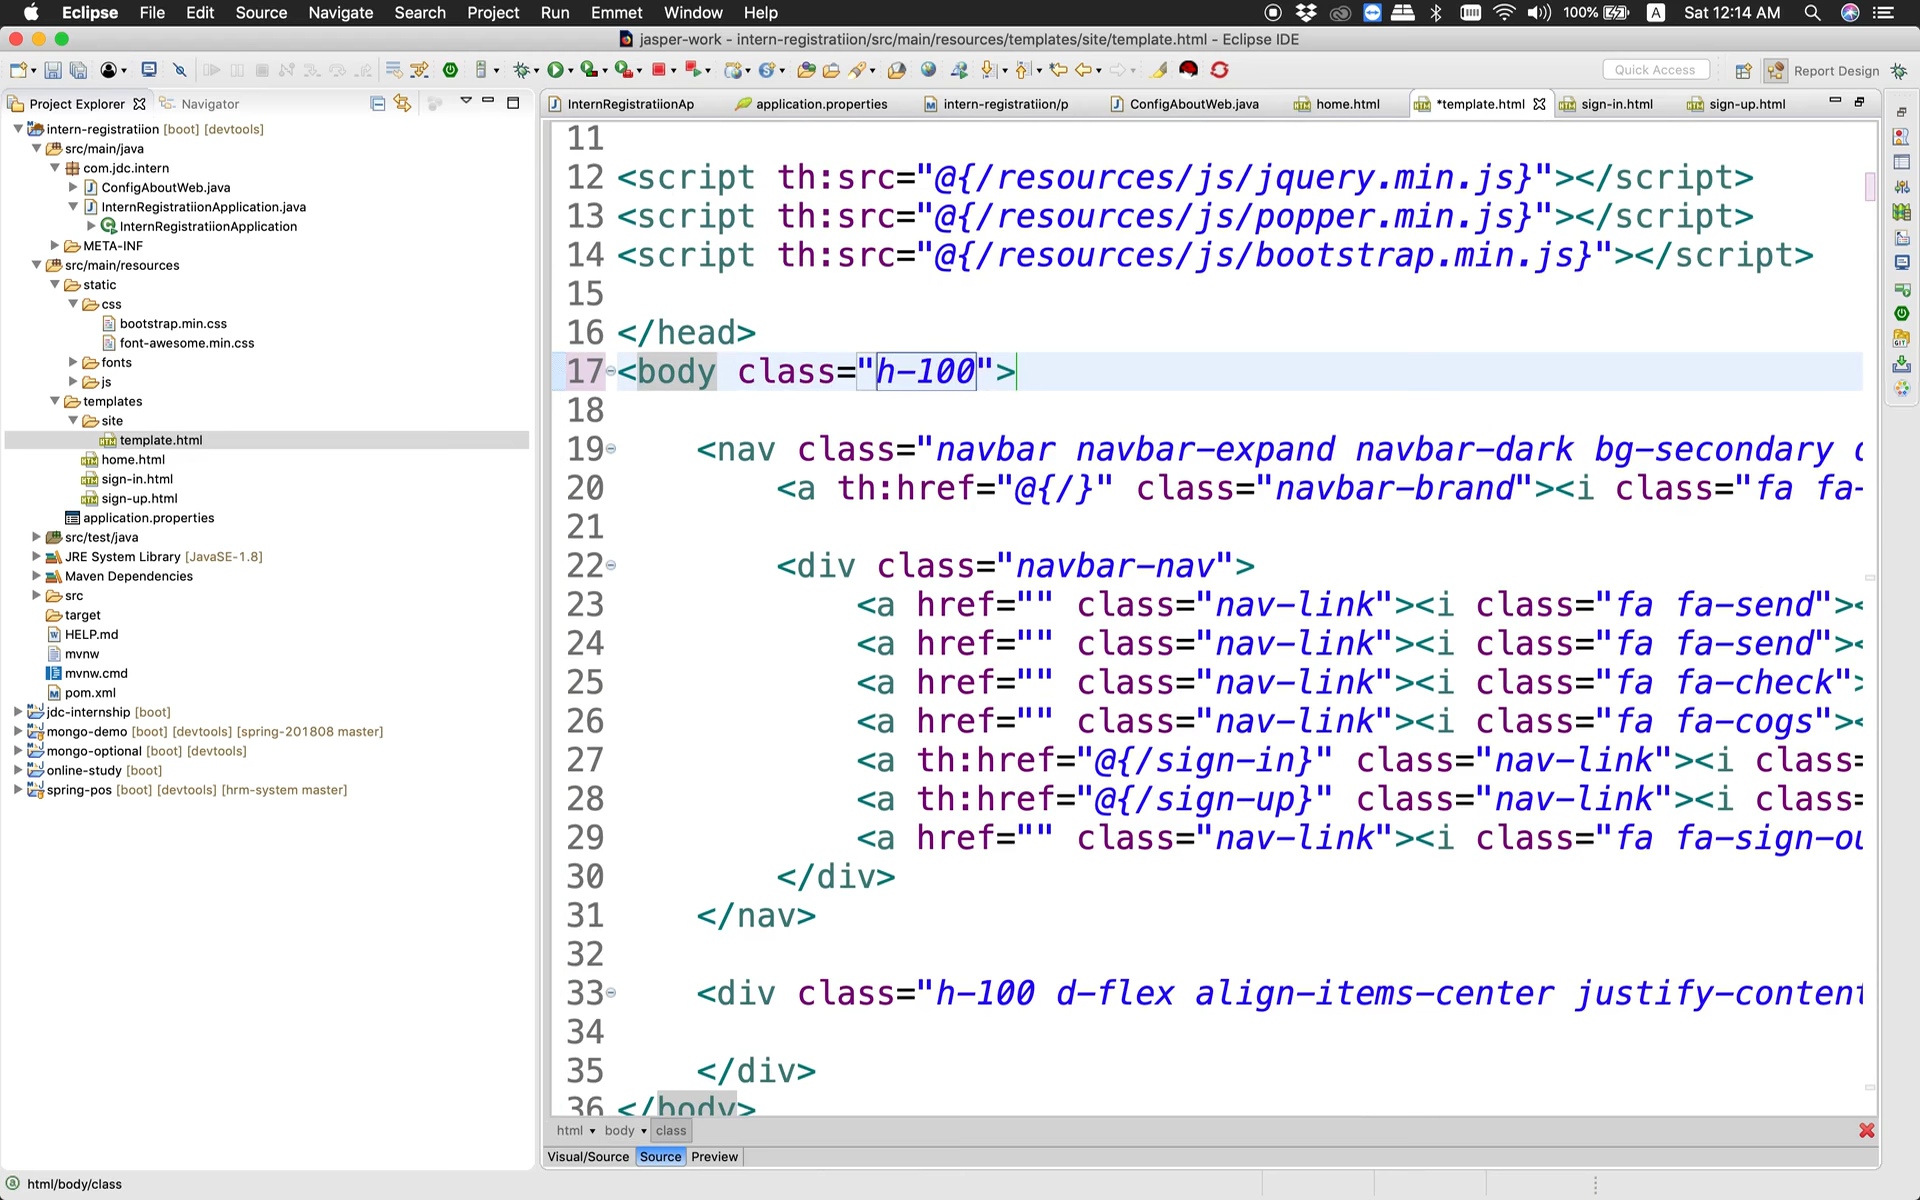 Eclipse File Edit Source Navigate Search Project Run Emmet Window Help 100% A Sat 12:14 AM
jasper-work - intern-registratiion/src/main/resources/templates/site/template.html - Eclipse IDE
Quick Access Report Design
Project Explorer Navigator
InternRegistratiionAp application.properties intern-registratiion/p ConfigAboutWeb.java home.html *template.html sign-in.html sign-up.html
intern-registratiion [boot] [devtools]
src/main/java
com.jdc.intern
ConfigAboutWeb.java
InternRegistratiionApplication.java
InternRegistratiionApplication
META-INF
src/main/resources
static
css
bootstrap.min.css
font-awesome.min.css
fonts
js
templates
site
template.html
home.html
sign-in.html
sign-up.html
application.properties
src/test/java
JRE System Library [JavaSE-1.8]
Maven Dependencies
src
target
HELP.md
mvnw
mvnw.cmd
pom.xml
jdc-internship [boot]
mongo-demo [boot] [devtools] [spring-201808 master]
mongo-optional [boot] [devtools]
online-study [boot]
spring-pos [boot] [devtools] [hrm-system master]
11
12 <script th:src="@{/resources/js/jquery.min.js}"></script>
13 <script th:src="@{/resources/js/popper.min.js}"></script>
14 <script th:src="@{/resources/js/bootstrap.min.js}"></script>
15
16 </head>
17 <body class="h-100">
18
19 <nav class="navbar navbar-expand navbar-dark bg-secondary
20 <a th:href="@{/}" class="navbar-brand"><i class="fa fa-
21
22 <div class="navbar-nav">
23 <a href="" class="nav-link"><i class="fa fa-send"><
24 <a href="" class="nav-link"><i class="fa fa-send"><
25 <a href="" class="nav-link"><i class="fa fa-check">
26 <a href="" class="nav-link"><i class="fa fa-cogs"><
27 <a th:href="@{/sign-in}" class="nav-link"><i class=
28 <a th:href="@{/sign-up}" class="nav-link"><i class=
29 <a href="" class="nav-link"><i class="fa fa-sign-ou
30 </div>
31 </nav>
32
33 <div class="h-100 d-flex align-items-center justify-content
34
35 </div>
36 </body>
html body class
Visual/Source Source Preview
html/body/class